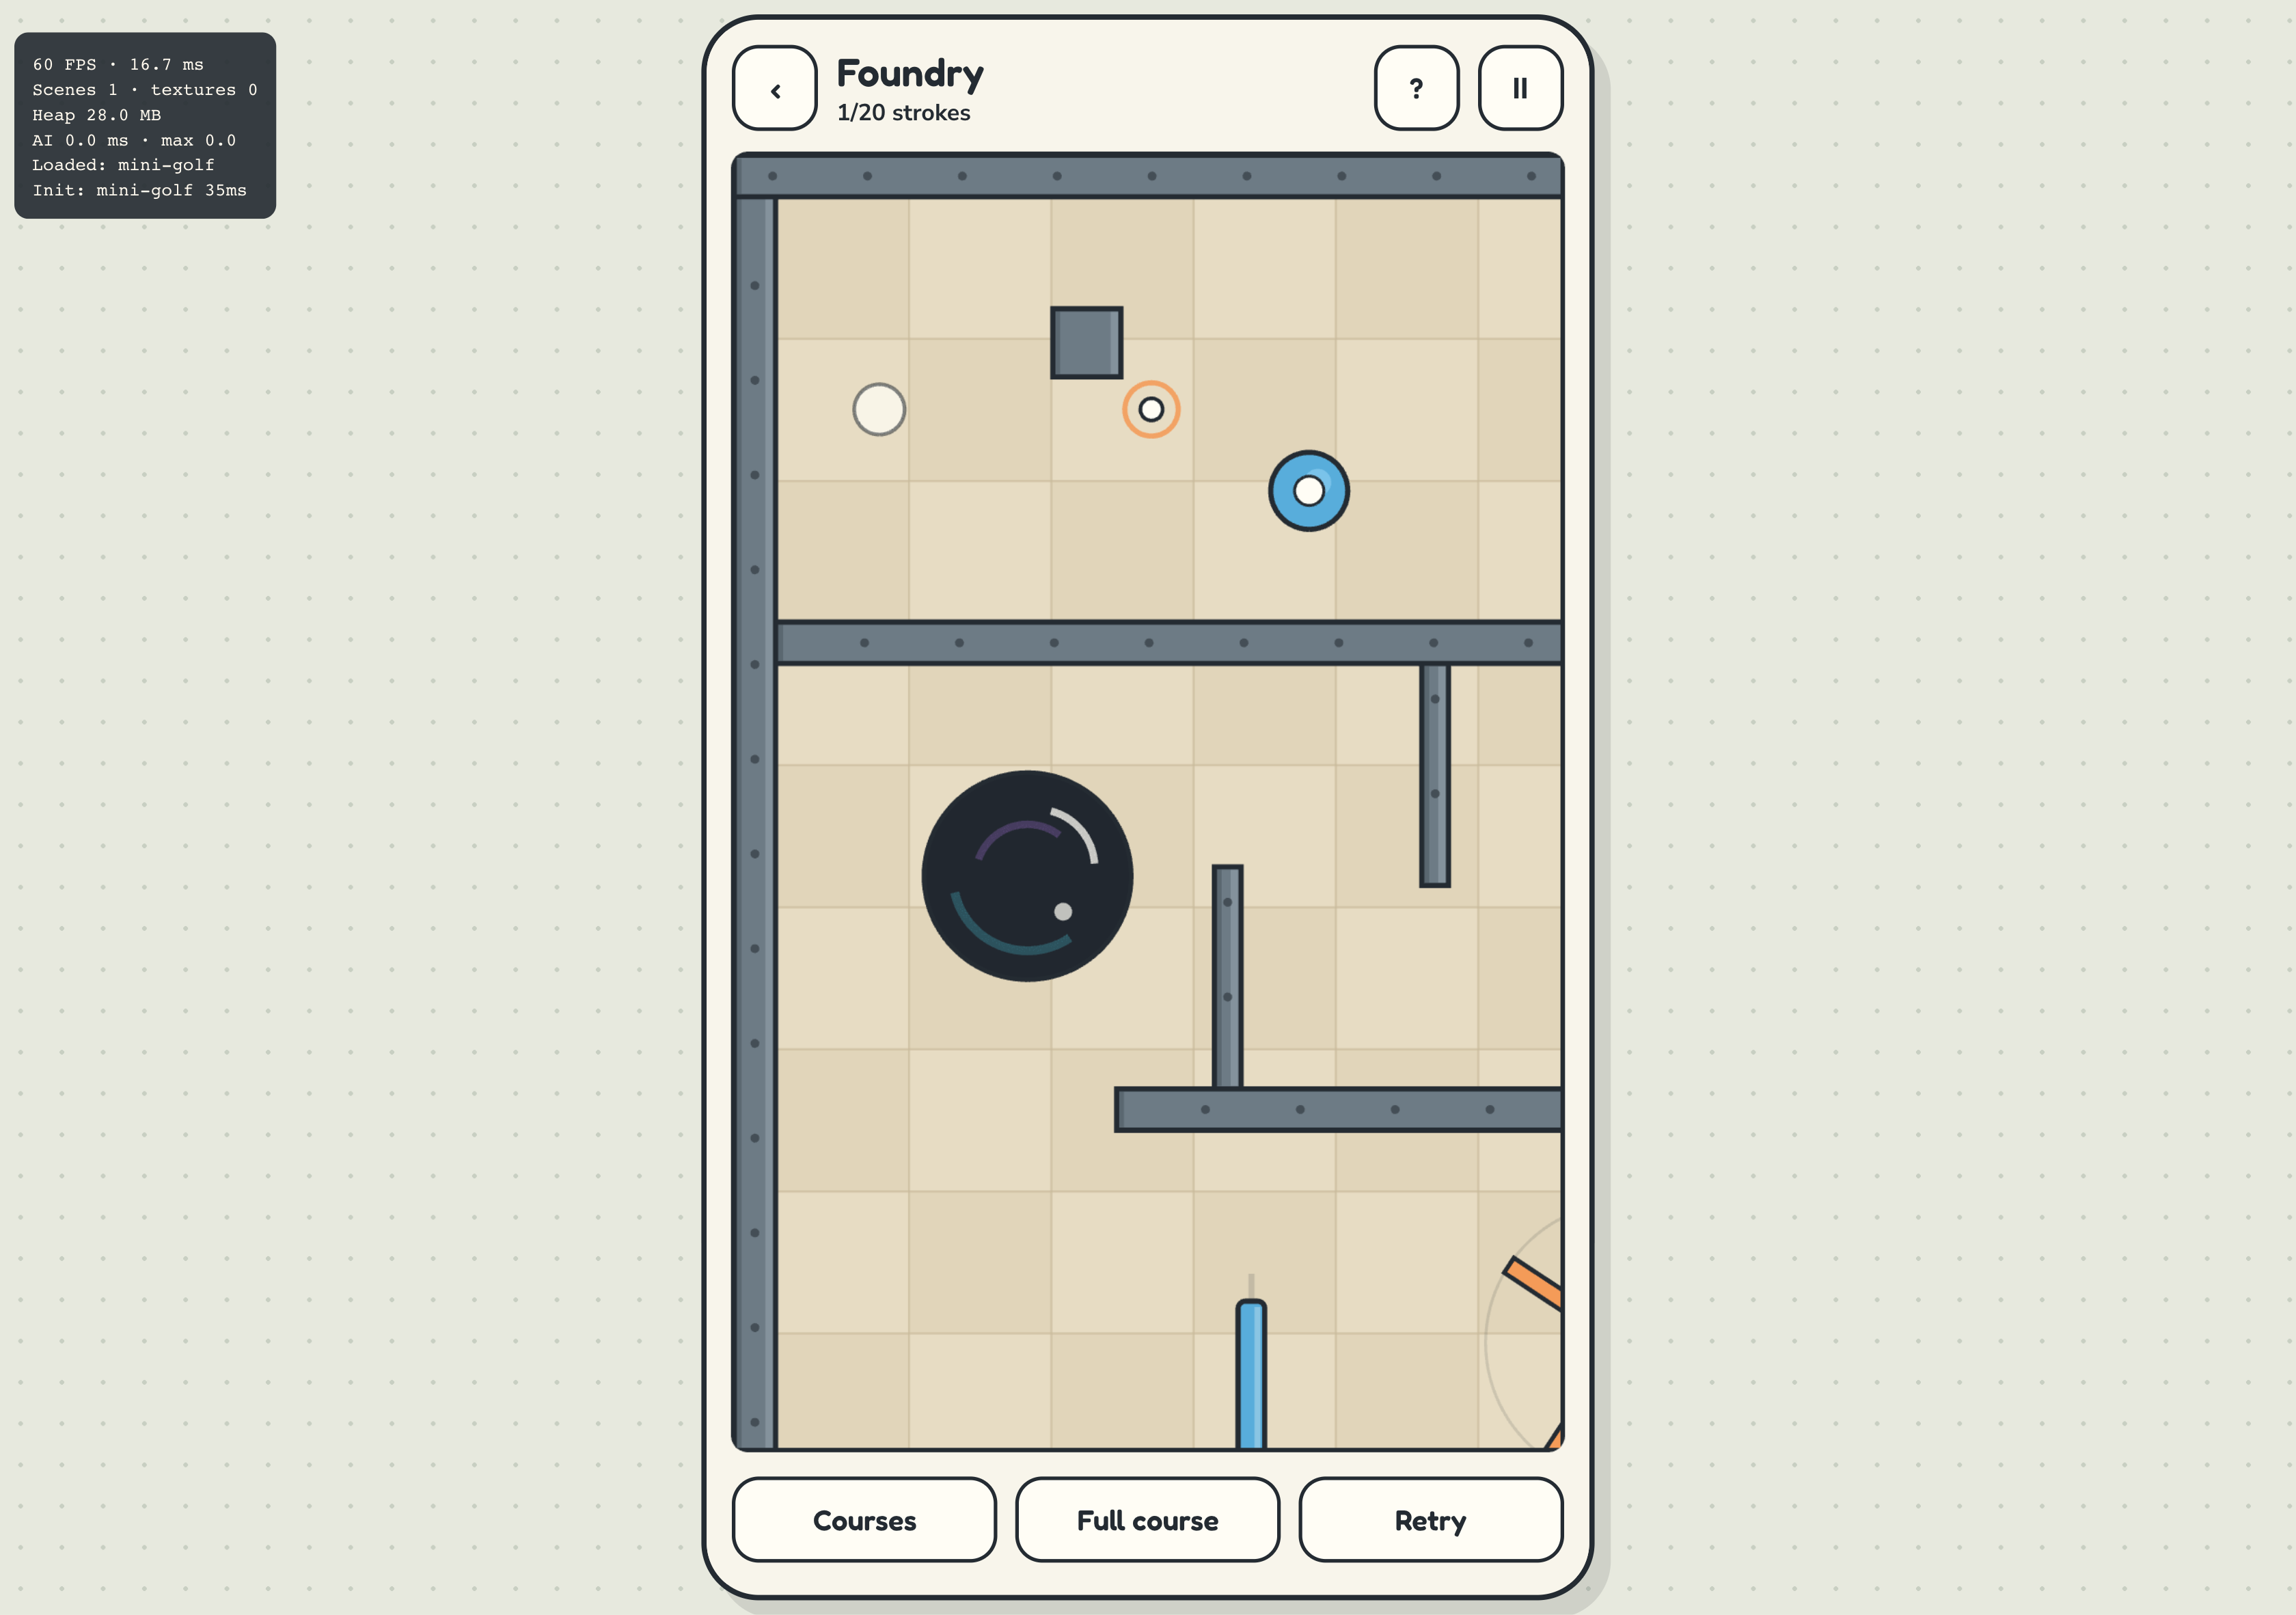 60 FPS · 16.7 ms
Scenes 1 · textures 0
Heap 28.0 MB
AI 0.0 ms · max 0.0
Loaded: mini-golf
Init: mini-golf 35ms
‹
Foundry
1/20 strokes
?
II
Courses
Full course
Retry